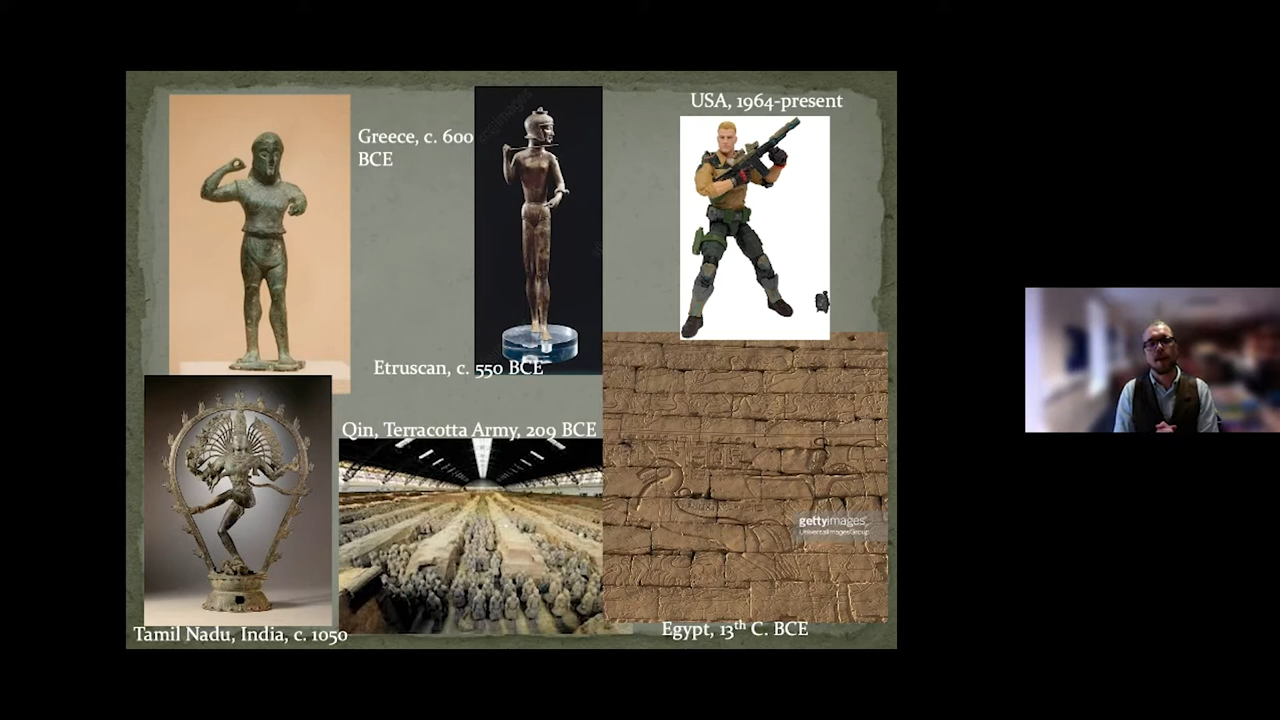 USA, 1964-present
Greece, c. 600
BCE
Etruscan, c. 550 BCE
Qin, Terracotta Army, 209 BCE
gettyimages
UniversalImagesGroup
Tamil Nadu, India, c. 1050
Egypt, 13th C. BCE